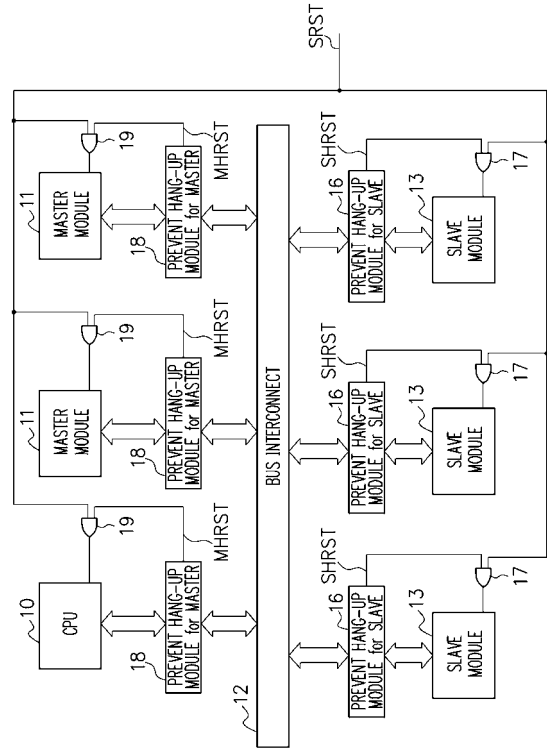 SRST
10
CPU
19
18
PREVENT HANG-UP
MODULE for MASTER
MHRST
11
MASTER
MODULE
19
18
PREVENT HANG-UP
MODULE for MASTER
MHRST
11
MASTER
MODULE
19
18
PREVENT HANG-UP
MODULE for MASTER
MHRST
12
BUS INTERCONNECT
16
PREVENT HANG-UP
MODULE for SLAVE
SHRST
13
SLAVE
MODULE
17
16
PREVENT HANG-UP
MODULE for SLAVE
SHRST
13
SLAVE
MODULE
17
16
PREVENT HANG-UP
MODULE for SLAVE
SHRST
13
SLAVE
MODULE
17